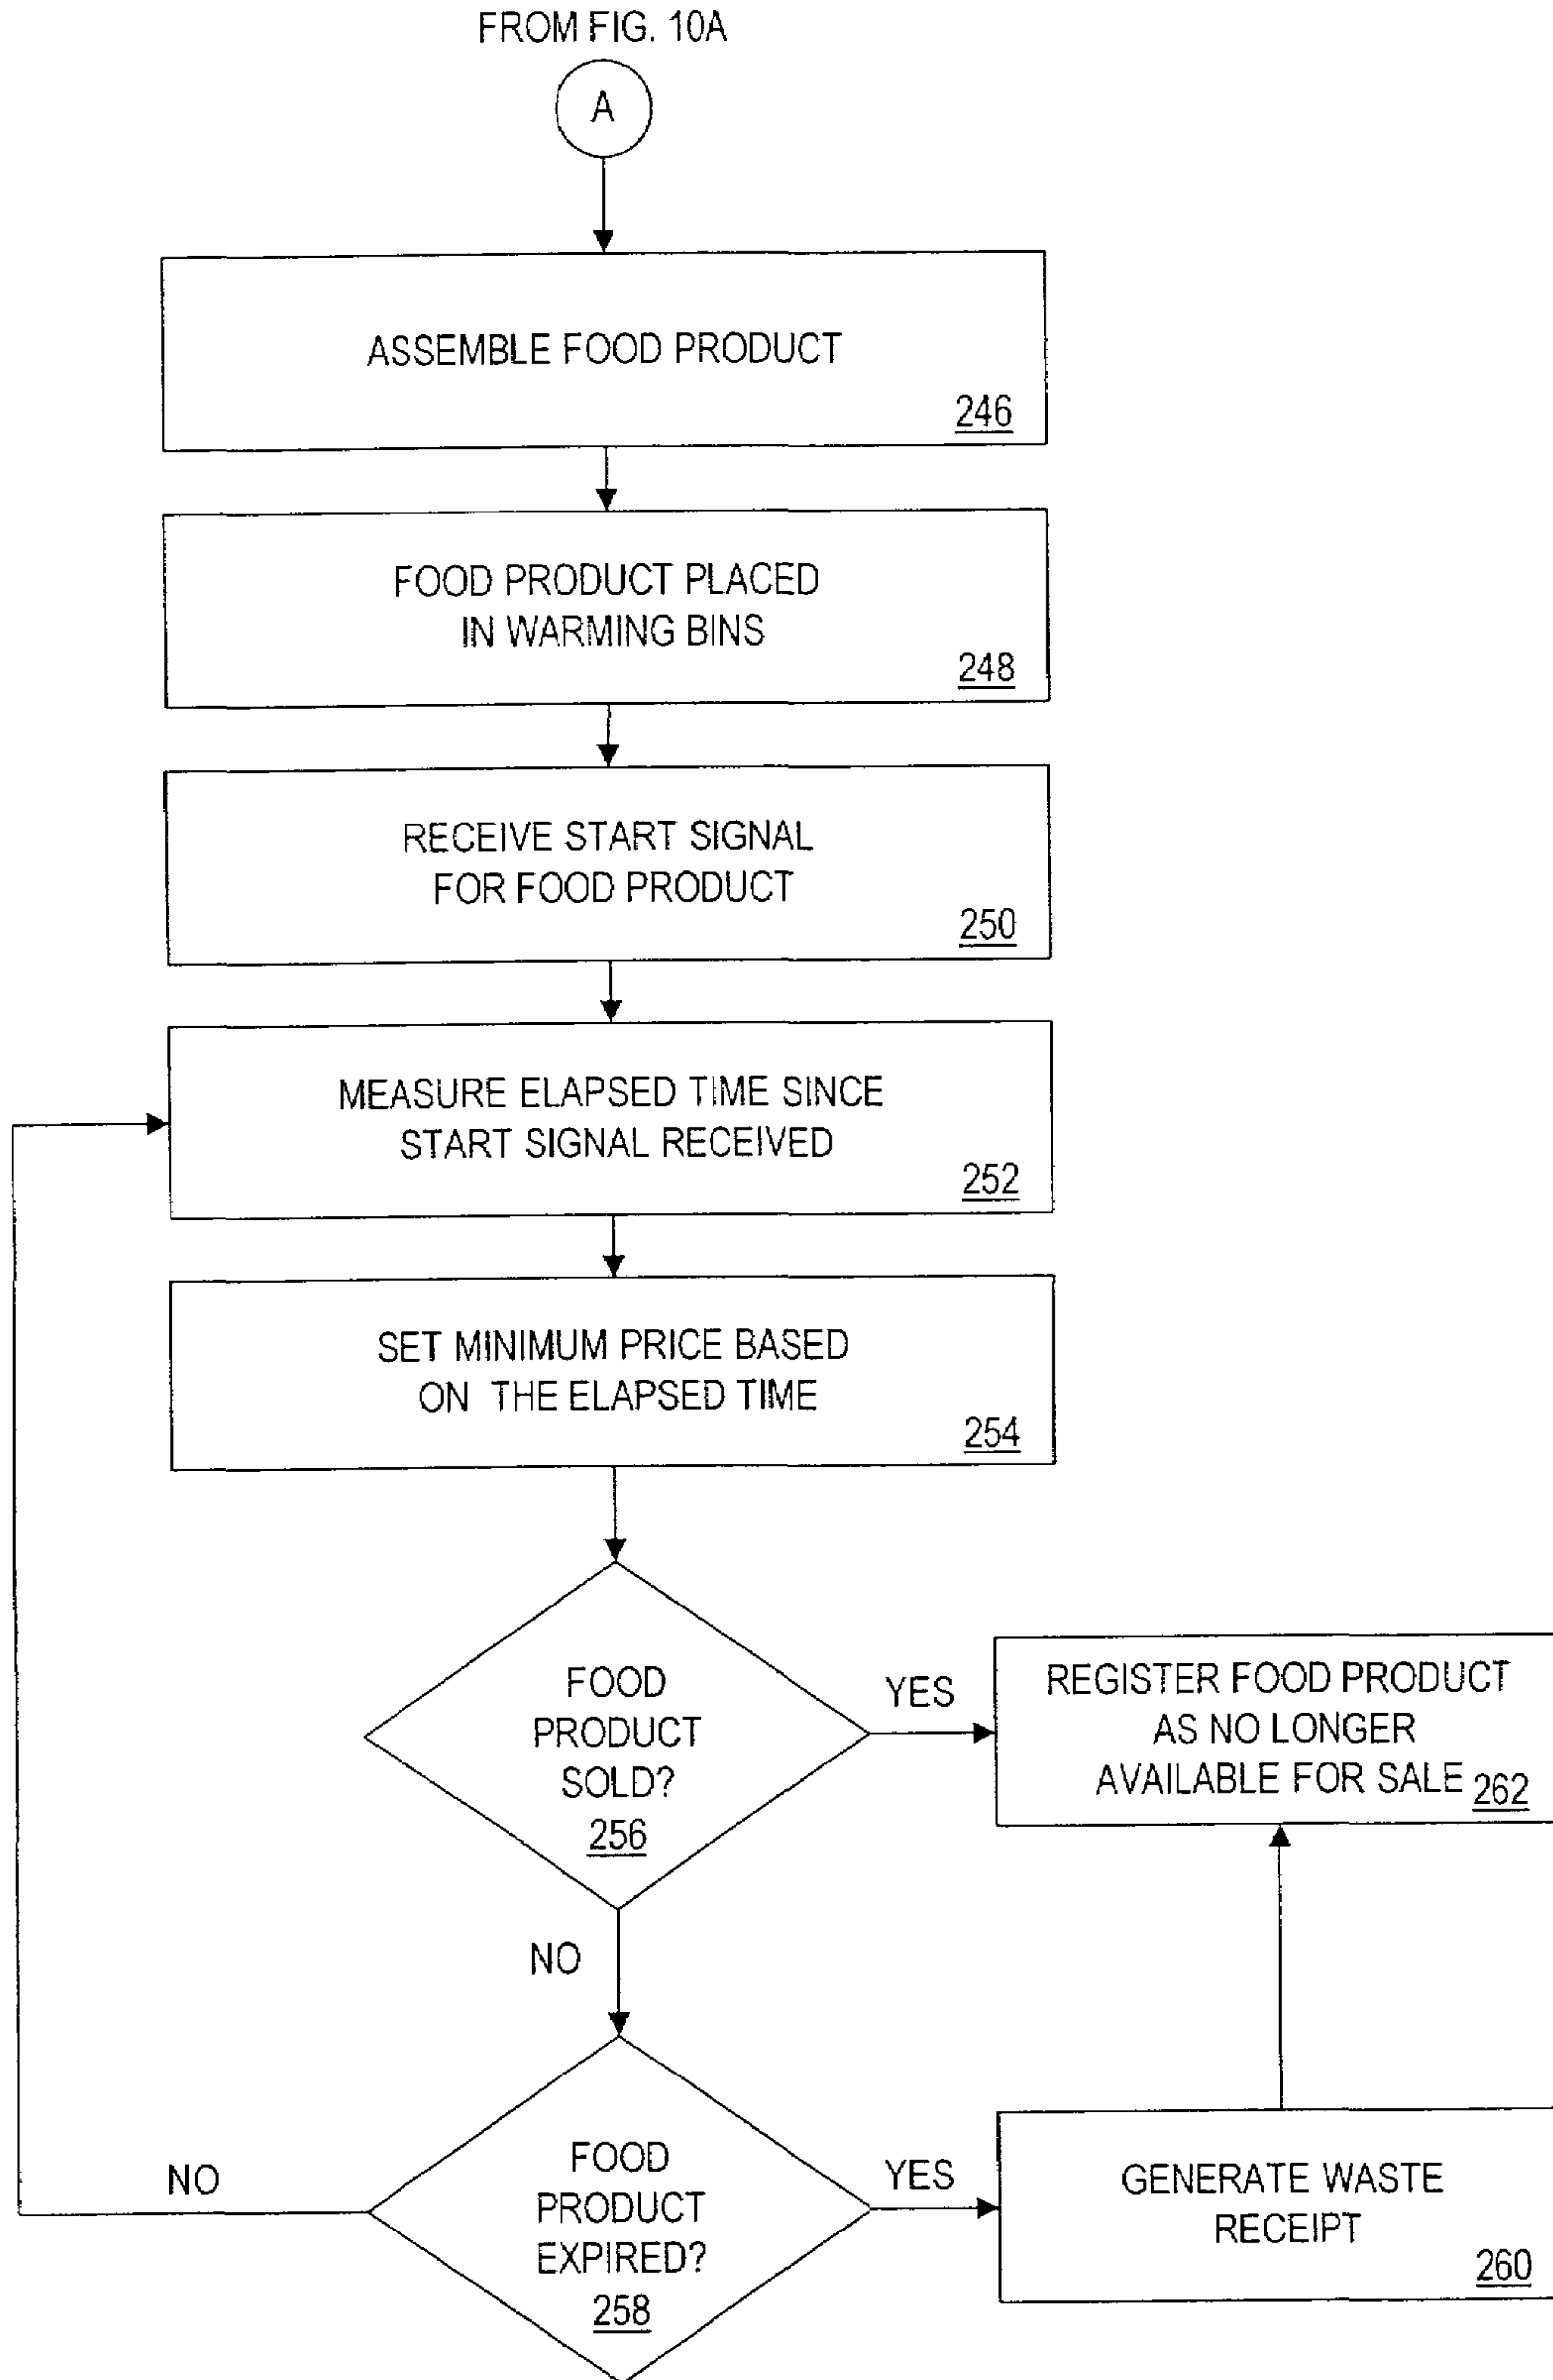 FROM FIG. 10A
A
ASSEMBLE FOOD PRODUCT
246
FOOD PRODUCT PLACED
IN WARMING BINS
248
RECEIVE START SIGNAL
FOR FOOD PRODUCT
250
MEASURE ELAPSED TIME SINCE
START SIGNAL RECEIVED
252
SET MINIMUM PRICE BASED
ON THE ELAPSED TIME
254
FOOD
PRODUCT
SOLD?
256
YES
REGISTER FOOD PRODUCT
AS NO LONGER
AVAILABLE FOR SALE
262
NO
FOOD
PRODUCT
EXPIRED?
258
NO
YES
GENERATE WASTE
RECEIPT
260